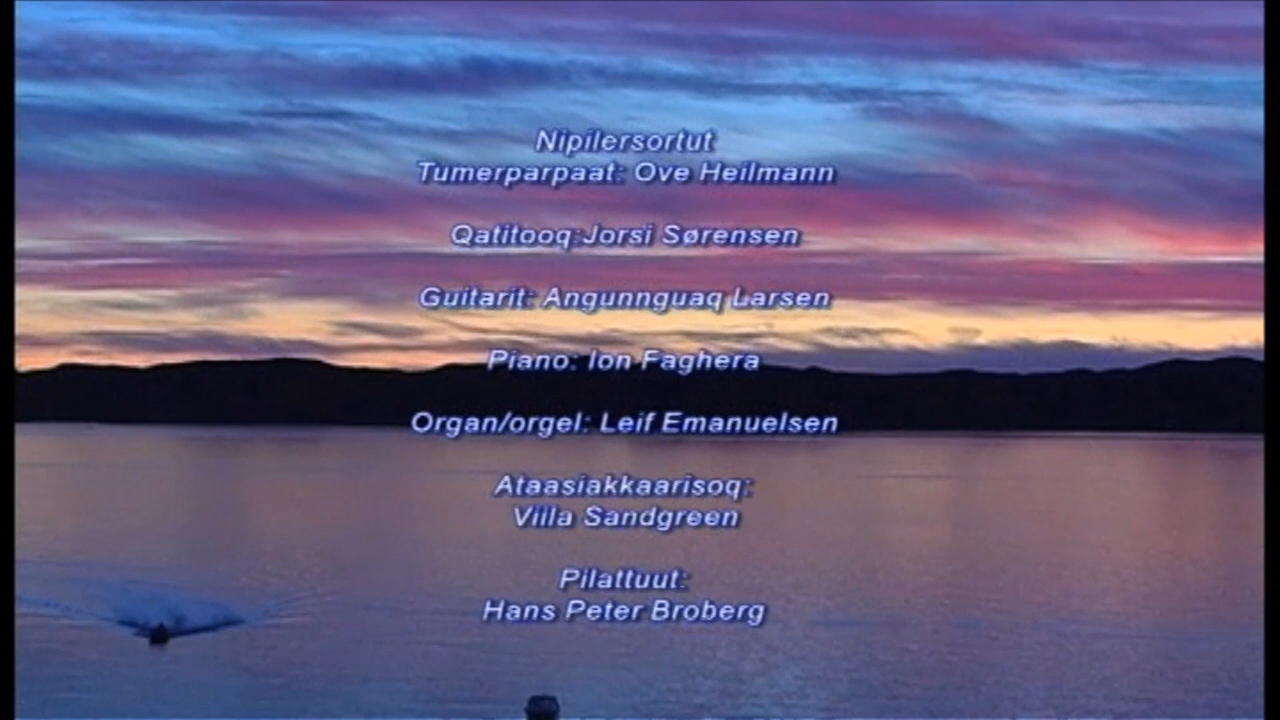 Nipilersortut
Tumerparpaat: Ove Heilmann
Qatitooq:Jorsi Sørensen
Guitarit: Angunnguaq Larsen
Piano: Ion Faghera
Organ/orgel: Leif Emanuelsen
Ataasiakkaarisoq:
Villa Sandgreen
Pilattuut:
Hans Peter Broberg